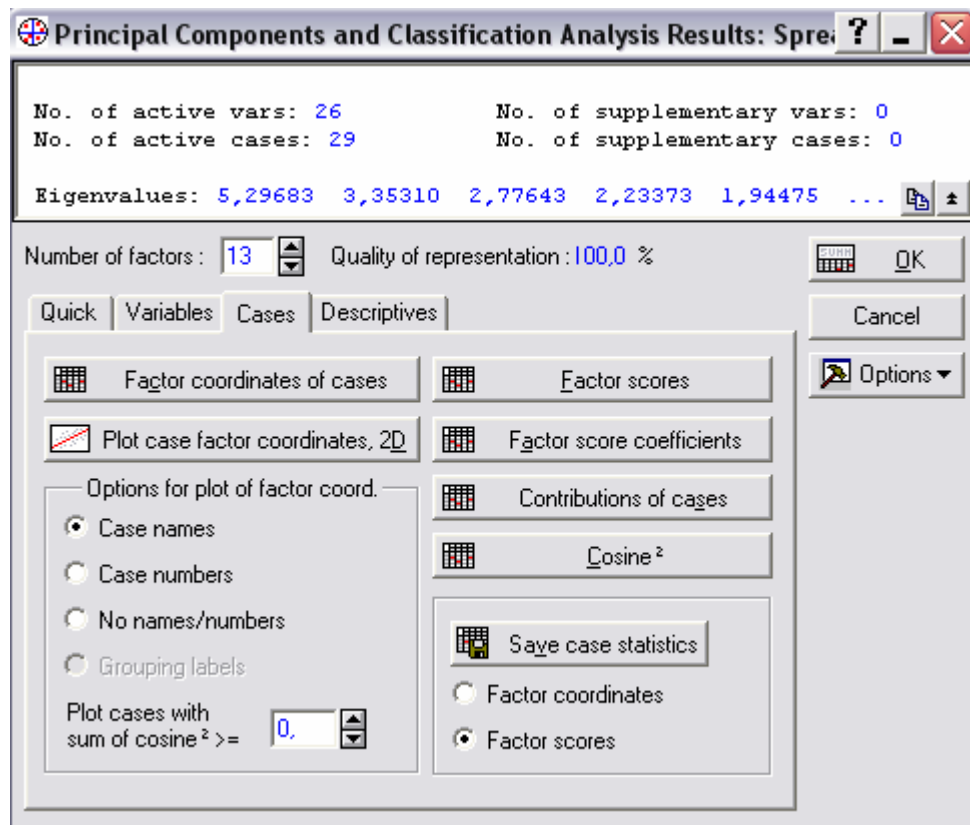 Principal Components and Classification Analysis Results: Sprea
No. of active vars: 26 No. of supplementary vars: 0
No. of active cases: 29 No. of supplementary cases: 0
Eigenvalues: 5,29683 3,35310 2,77643 2,23373 1,94475 ...
Number of factors : 13 Quality of representation : 100,0 %
OK
Cancel
Options
Quick Variables Cases Descriptives
Factor coordinates of cases
Plot case factor coordinates, 2D
Options for plot of factor coord.
Case names
Case numbers
No names/numbers
Grouping labels
Plot cases with
sum of cosine ² >= 0,
Factor scores
Factor score coefficients
Contributions of cases
Cosine ²
Save case statistics
Factor coordinates
Factor scores